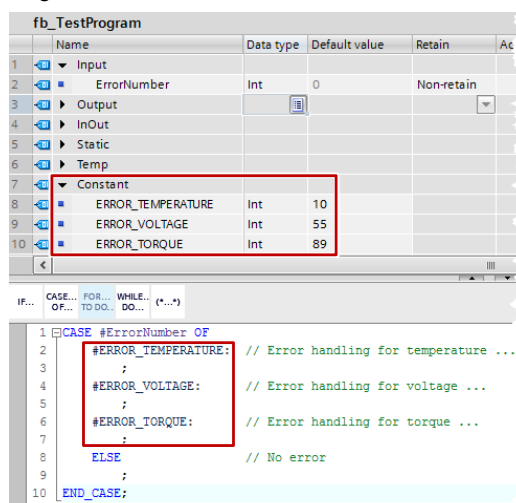 fb_TestProgram
Name Data type Default value Retain Ac
1 Input
2 ErrorNumber Int 0 Non-retain
3 Output
4 InOut
5 Static
6 Temp
7 Constant
8 ERROR_TEMPERATURE Int 10
9 ERROR_VOLTAGE Int 55
10 ERROR_TORQUE Int 89
IF... CASE... FOR... WHILE.. (*...*)
OF... TO DO.. DO...
1 CASE #ErrorNumber OF
2 #ERROR_TEMPERATURE: // Error handling for temperature ...
3 ;
4 #ERROR_VOLTAGE: // Error handling for voltage ...
5 ;
6 #ERROR_TORQUE: // Error handling for torque ...
7 ;
8 ELSE // No error
9 ;
10 END_CASE;